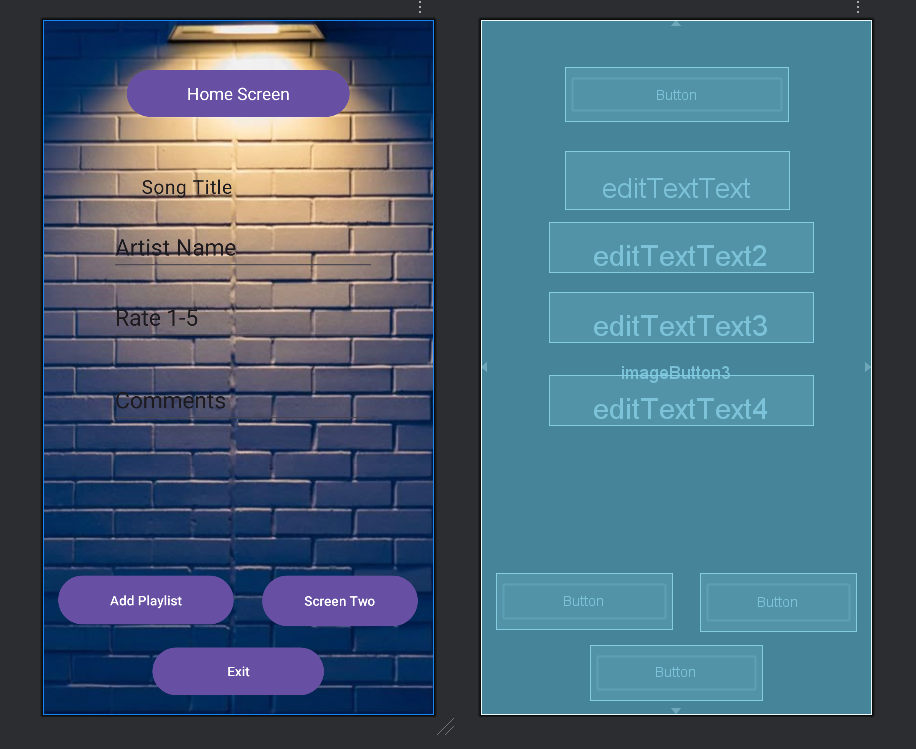 Home Screen
Song Title
Artist Name
Rate 1-5
Comments
Add Playlist
Screen Two
Exit
Button
editTextText
editTextText2
editTextText3
imageButton3
editTextText4
Button
Button
Button